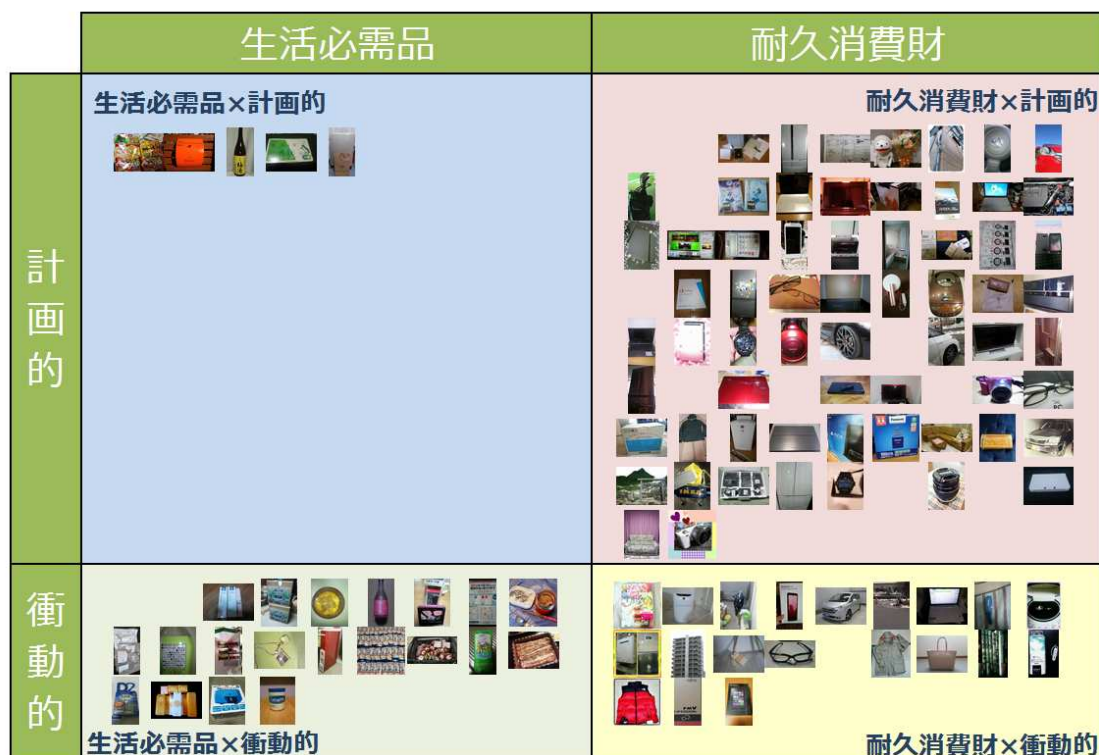 生活必需品
耐久消費財
計画的
生活必需品×計画的
耐久消費財×計画的
衝動的
生活必需品×衝動的
耐久消費財×衝動的